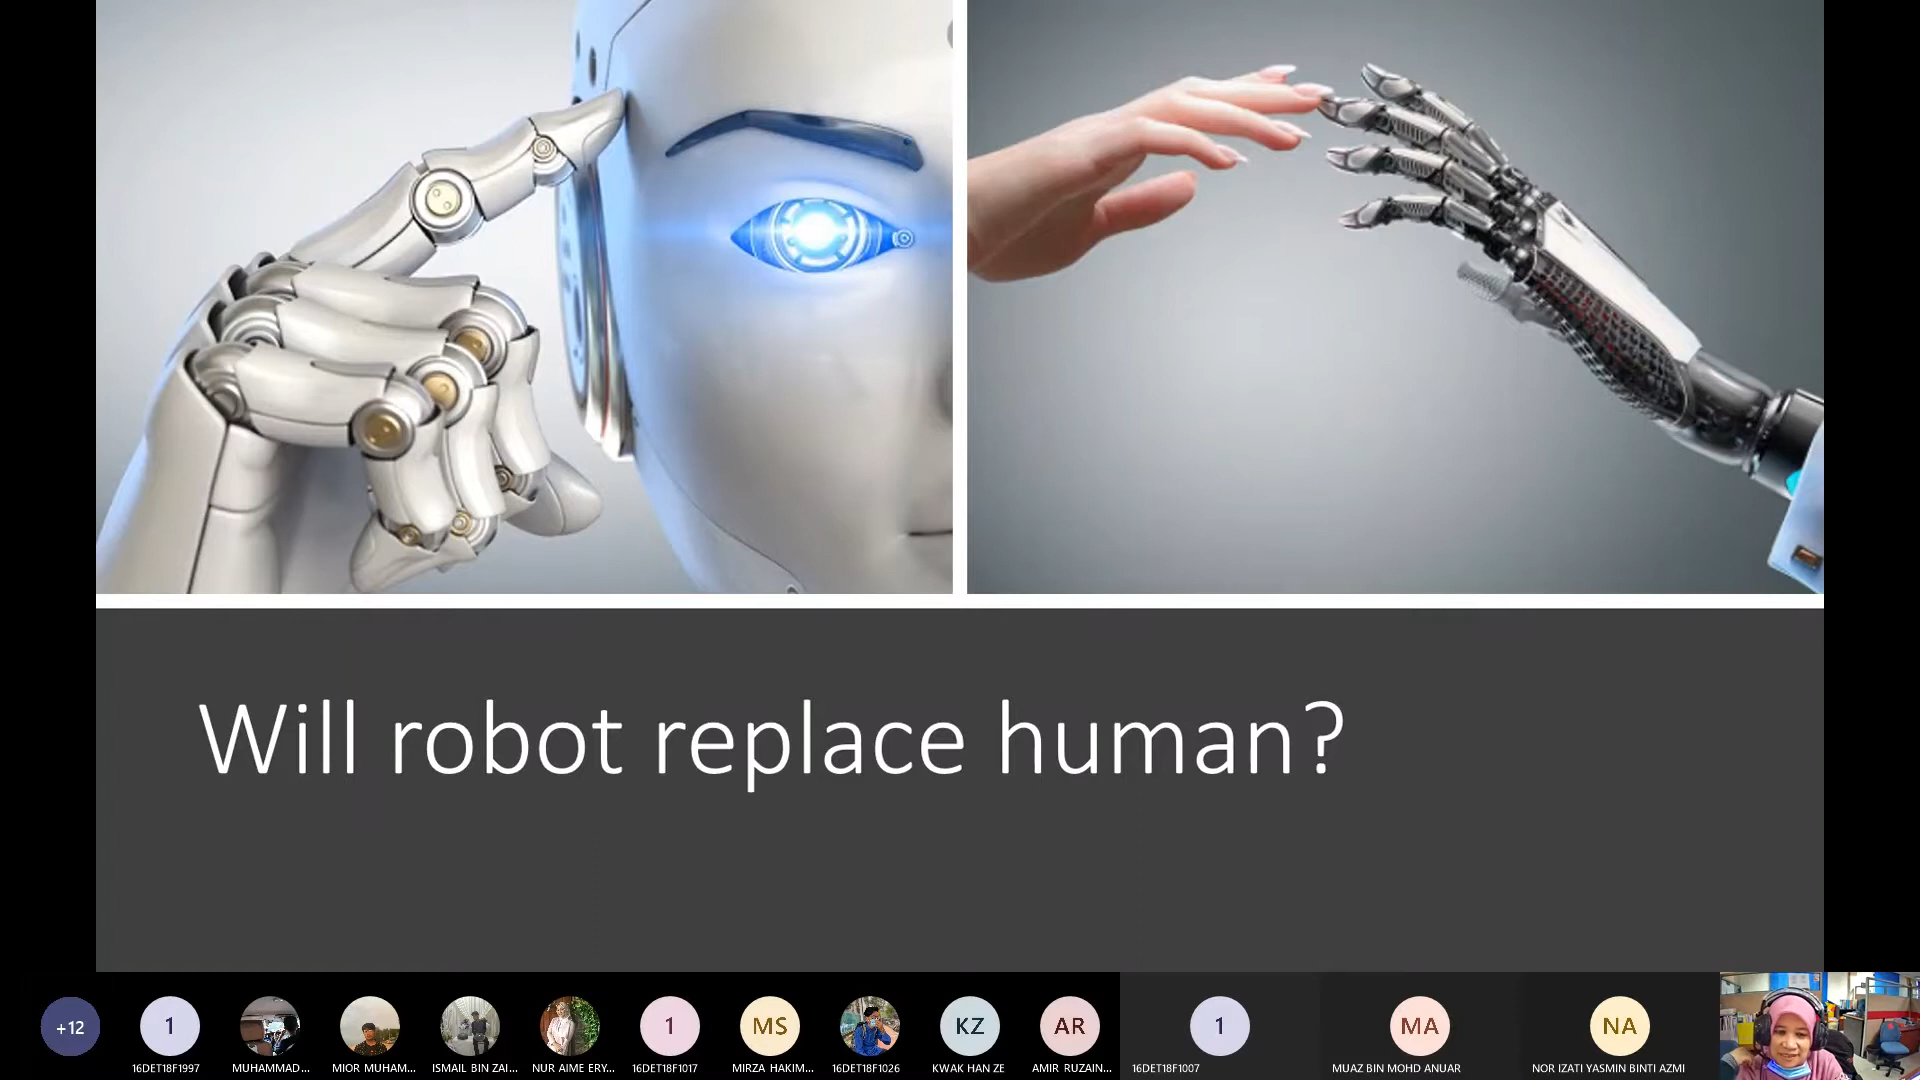 Will robot replace human?
+12
1
MS
KZ
AR
1
1
MA
NA
16DET18F1997
MUHAMMAD...
MIOR MUHAM...
ISMAIL BIN ZAI...
NUR AIME ERY...
16DET18F1017
MIRZA HAKIM...
16DET18F1026
KWAK HAN ZE
AMIR RUZAIN...
16DET18F1007
MUAZ BIN MOHD ANUAR
NOR IZATI YASMIN BINTI AZMI